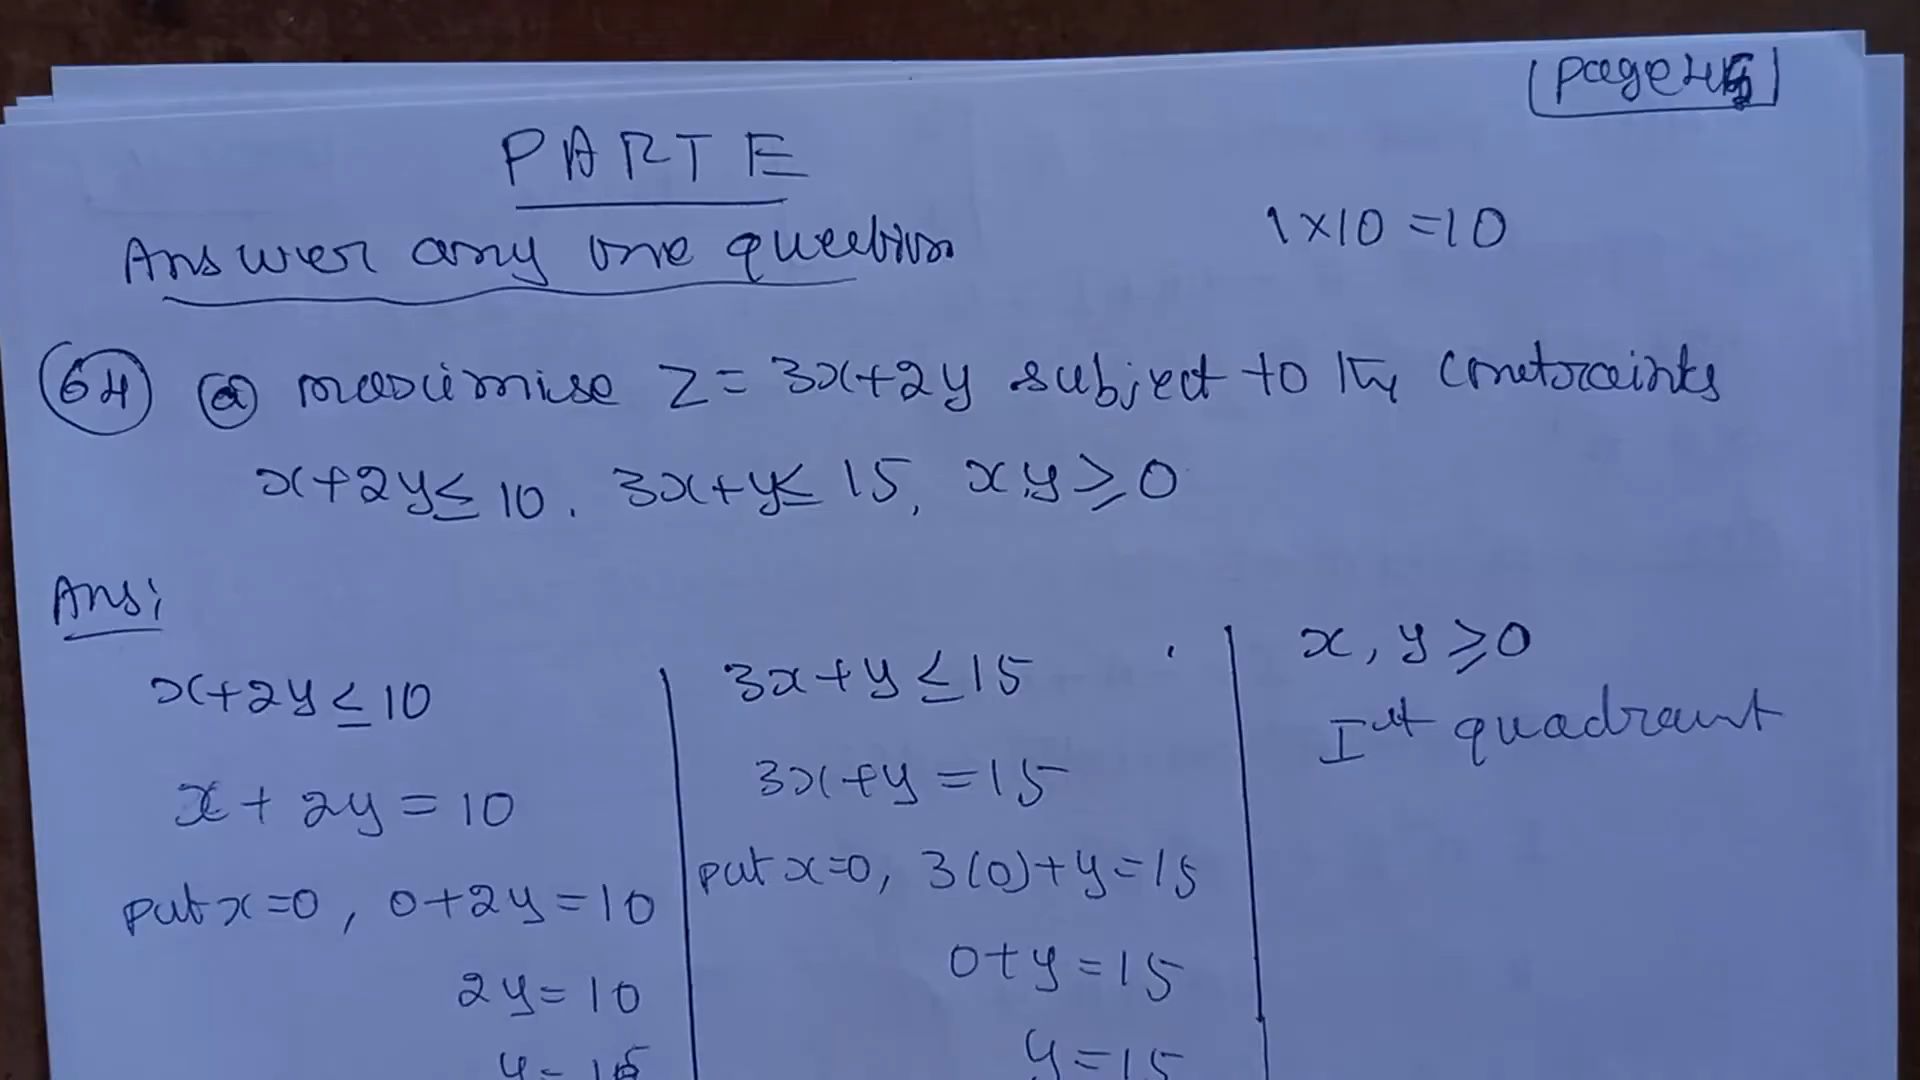 page 45
PART E
Answer any one question 1×10=10
64 a maximise Z=3x+2y subject to the constraints
x+2y≤10, 3x+y≤15, x,y≥0
Ans:
x+2y≤10
x+2y=10
put x=0, 0+2y=10
2y=10
3x+y≤15
3x+y=15
put x=0, 3(0)+y=15
0+y=15
y=15
x,y≥0
Ist quadrant